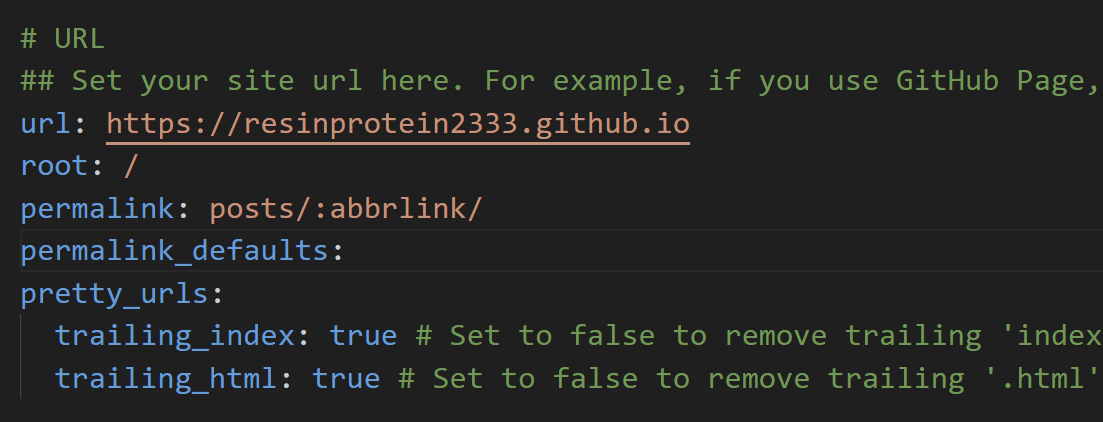 # URL
## Set your site url here. For example, if you use GitHub Page,
url: https://resinprotein2333.github.io
root: /
permalink: posts/:abbrlink/
permalink_defaults:
pretty_urls:
  trailing_index: true # Set to false to remove trailing 'index
  trailing_html: true # Set to false to remove trailing '.html'